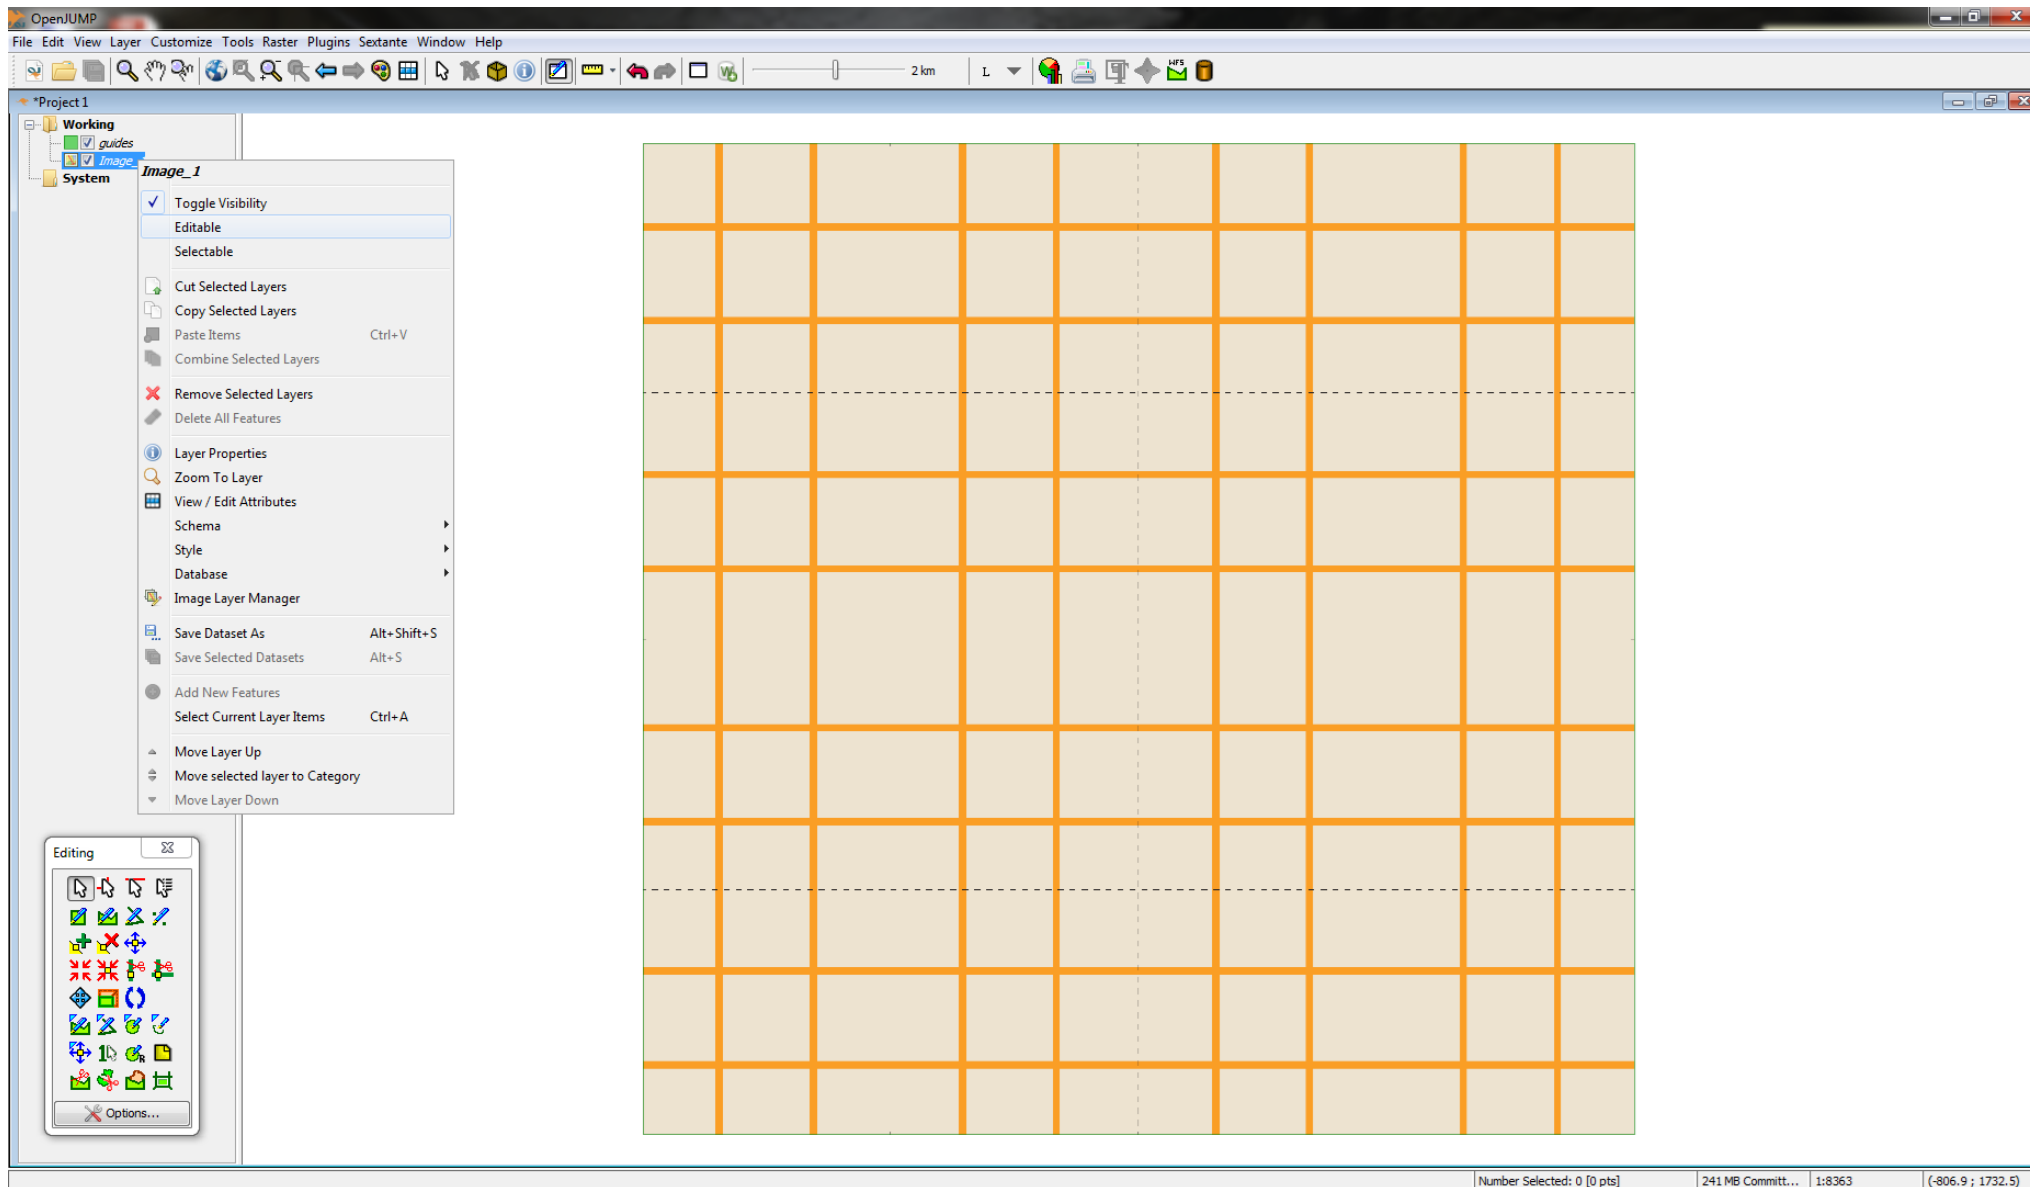 OpenJUMP
File Edit View Layer Customize Tools Raster Plugins Sextante Window Help
2 km
L
WFS
*Project 1
Working
guides
Image_
System
Image_1
Toggle Visibility
Editable
Selectable
Cut Selected Layers
Copy Selected Layers
Paste Items Ctrl+V
Combine Selected Layers
Remove Selected Layers
Delete All Features
Layer Properties
Zoom To Layer
View / Edit Attributes
Schema
Style
Database
Image Layer Manager
Save Dataset As Alt+Shift+S
Save Selected Datasets Alt+S
Add New Features
Select Current Layer Items Ctrl+A
Move Layer Up
Move selected layer to Category
Move Layer Down
Editing
Options...
Number Selected: 0 [0 pts] 241 MB Committ... 1:8363 (-806.9 ; 1732.5)